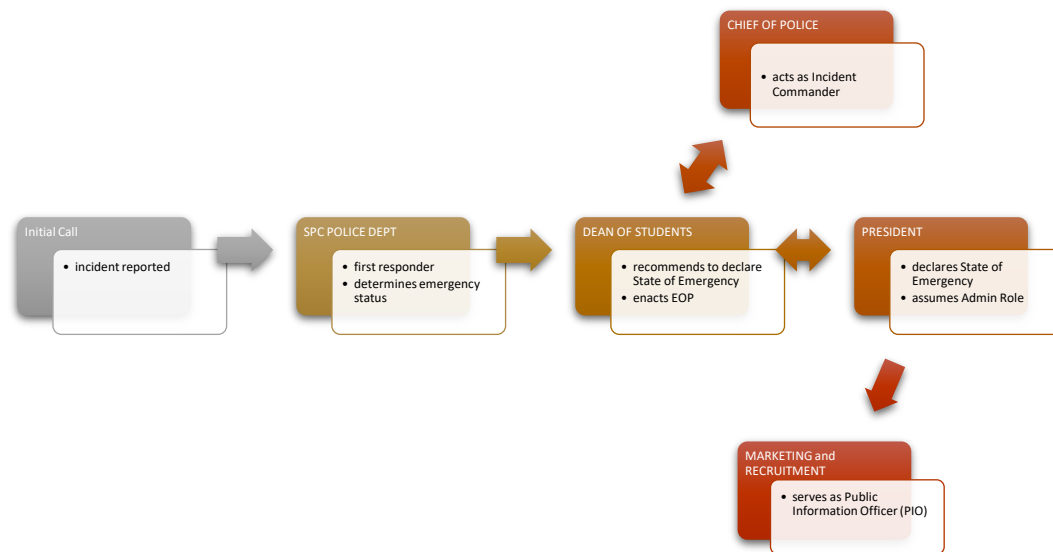 CHIEF OF POLICE
• acts as Incident
Commander
Initial Call
• incident reported
SPC POLICE DEPT
• first responder
• determines emergency
status
DEAN OF STUDENTS
• recommends to declare
State of Emergency
• enacts EOP
PRESIDENT
• declares State of
Emergency
• assumes Admin Role
MARKETING and
RECRUITMENT
• serves as Public
Information Officer (PIO)